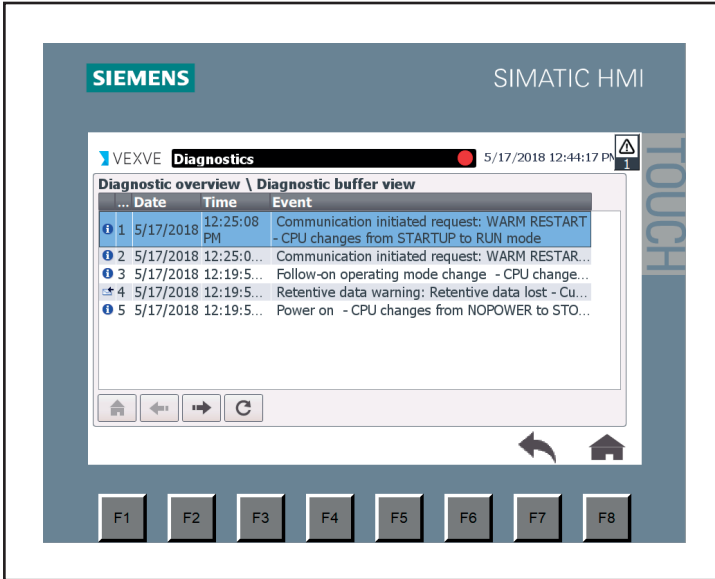 SIEMENS SIMATIC HMI
TOUCH
VEXVE Diagnostics 5/17/2018 12:44:17 PM
1
Diagnostic overview \ Diagnostic buffer view
... Date Time Event
1 5/17/2018 12:25:08 PM Communication initiated request: WARM RESTART
- CPU changes from STARTUP to RUN mode
2 5/17/2018 12:25:0... Communication initiated request: WARM RESTAR...
3 5/17/2018 12:19:5... Follow-on operating mode change - CPU change...
4 5/17/2018 12:19:5... Retentive data warning: Retentive data lost - Cu...
5 5/17/2018 12:19:5... Power on - CPU changes from NOPOWER to STO...
F1 F2 F3 F4 F5 F6 F7 F8